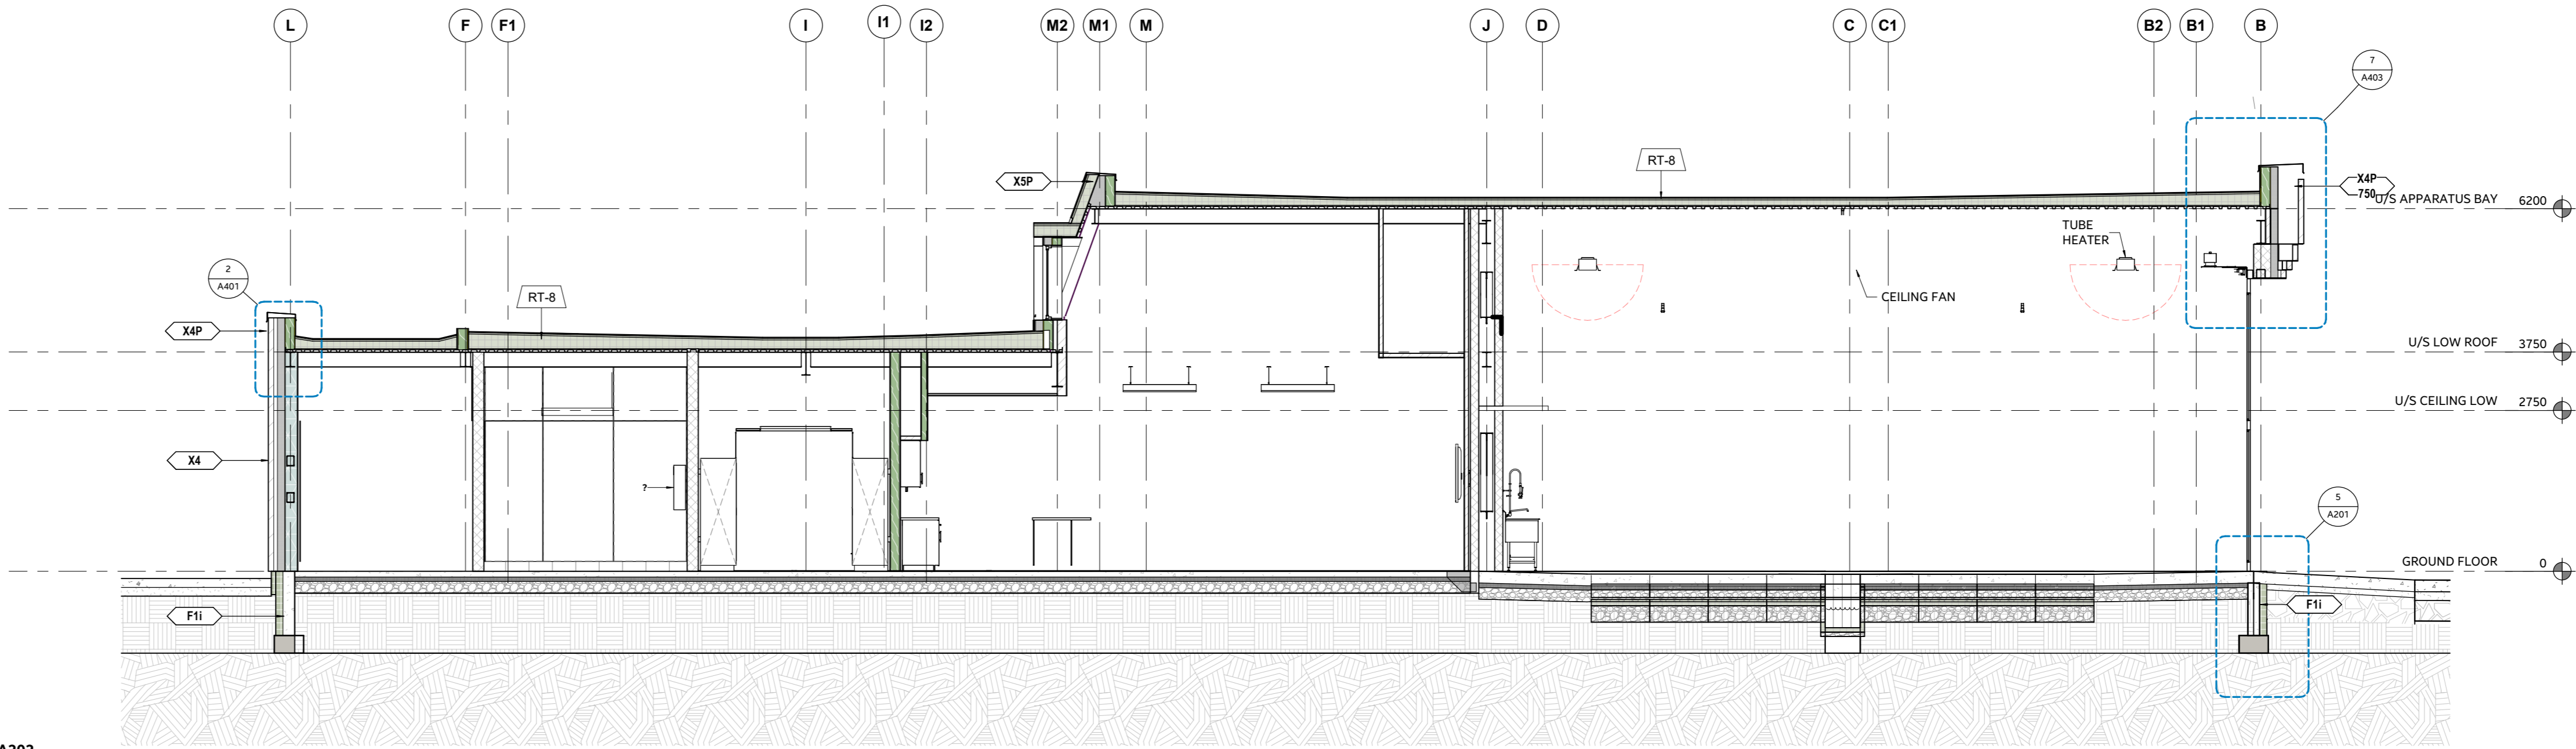 L F F1 I I1 I2 M2 M1 M J D C C1 B2 B1 B
7
A403
RT-8
X5P
X4P
750
U/S APPARATUS BAY 6200
TUBE
HEATER
2
A401
RT-8
CEILING FAN
X4P
U/S LOW ROOF 3750
U/S CEILING LOW 2750
X4
?
5
A201
GROUND FLOOR 0
F1i
F1i